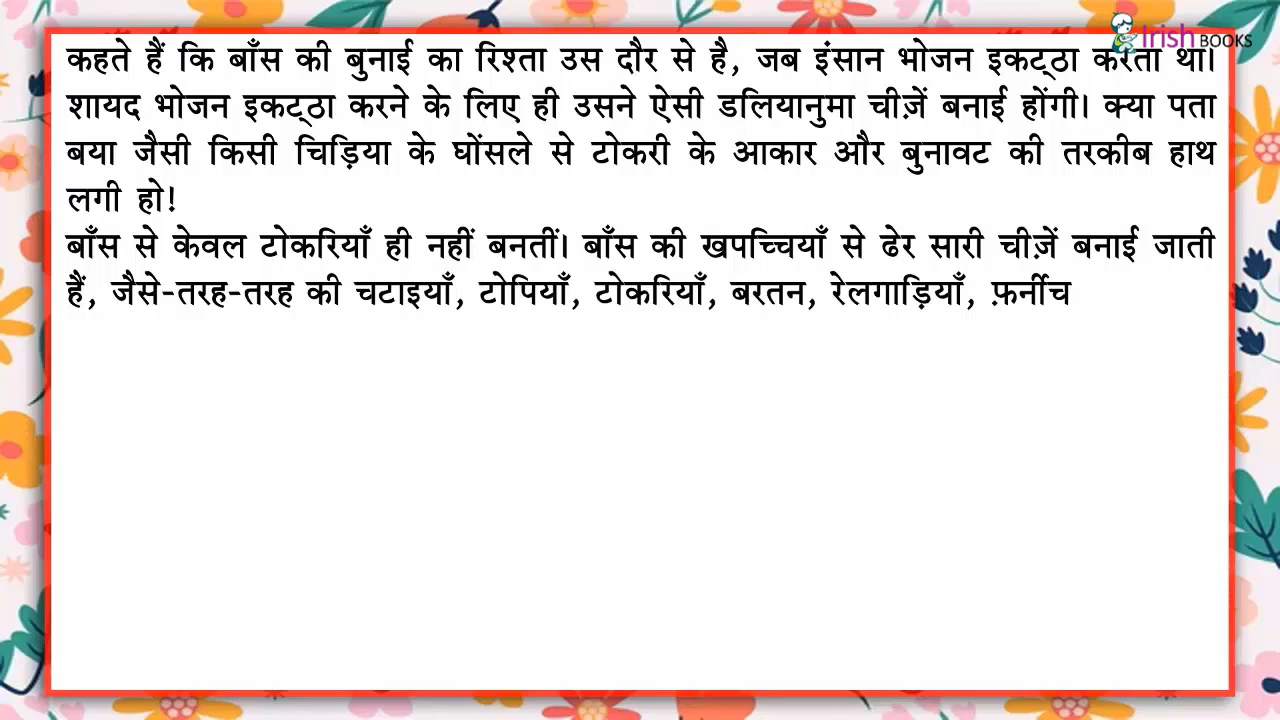 Irish BOOKS
कहते हैं कि बाँस की बुनाई का रिश्ता उस दौर से है, जब इंसान भोजन इकट्ठा करता था।
शायद भोजन इकट्ठा करने के लिए ही उसने ऐसी डलियानुमा चीज़ें बनाई होंगी। क्या पता
बया जैसी किसी चिड़िया के घोंसले से टोकरी के आकार और बुनावट की तरकीब हाथ
लगी हो!
बाँस से केवल टोकरियाँ ही नहीं बनतीं। बाँस की खपच्चियाँ से ढेर सारी चीज़ें बनाई जाती
हैं, जैसे-तरह-तरह की चटाइयाँ, टोपियाँ, टोकरियाँ, बरतन, रेलगाड़ियाँ, फ़र्नीच